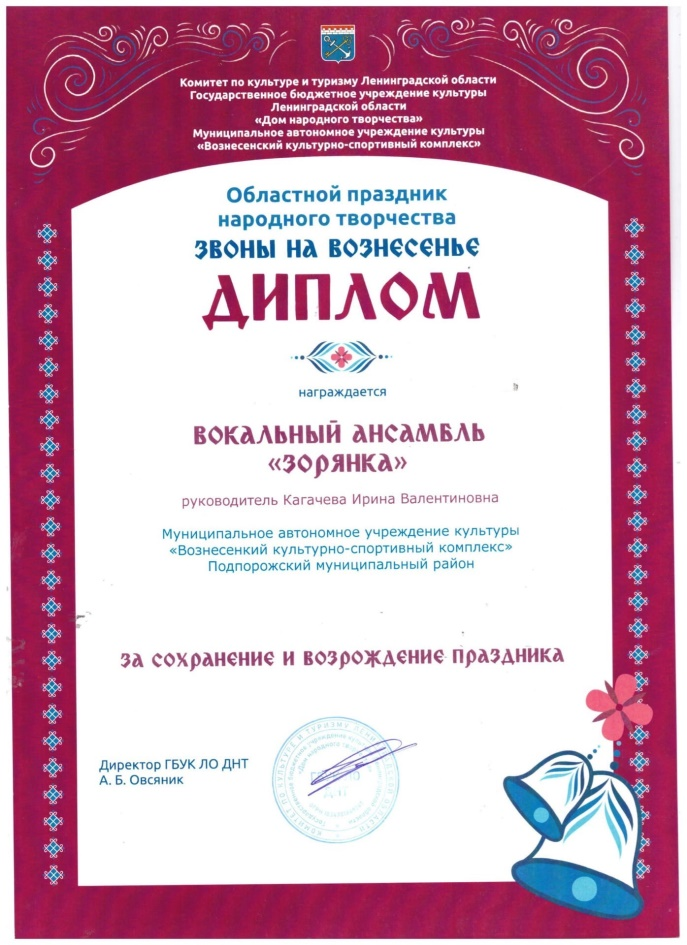 Комитет по культуре и туризму Ленинградской области
Государственное бюджетное учреждение культуры
Ленинградской области
«Дом народного творчества»
Муниципальное автономное учреждение культуры
«Вознесенский культурно-спортивный комплекс»
Областной праздник
народного творчества
ЗВОНЫ НА ВОЗНЕСЕНЬЕ
ДИПЛОМ
награждается
ВОКАЛЬНЫЙ АНСАМБЛЬ
«ЗОРЯНКА»
руководитель Кагачева Ирина Валентиновна
Муниципальное автономное учреждение культуры
«Вознесенкий культурно-спортивный комплекс»
Подпорожский муниципальный район
ЗА СОХРАНЕНИЕ И ВОЗРОЖДЕНИЕ ПРАЗДНИКА
Директор ГБУК ЛО ДНТ
А. Б. Овсяник